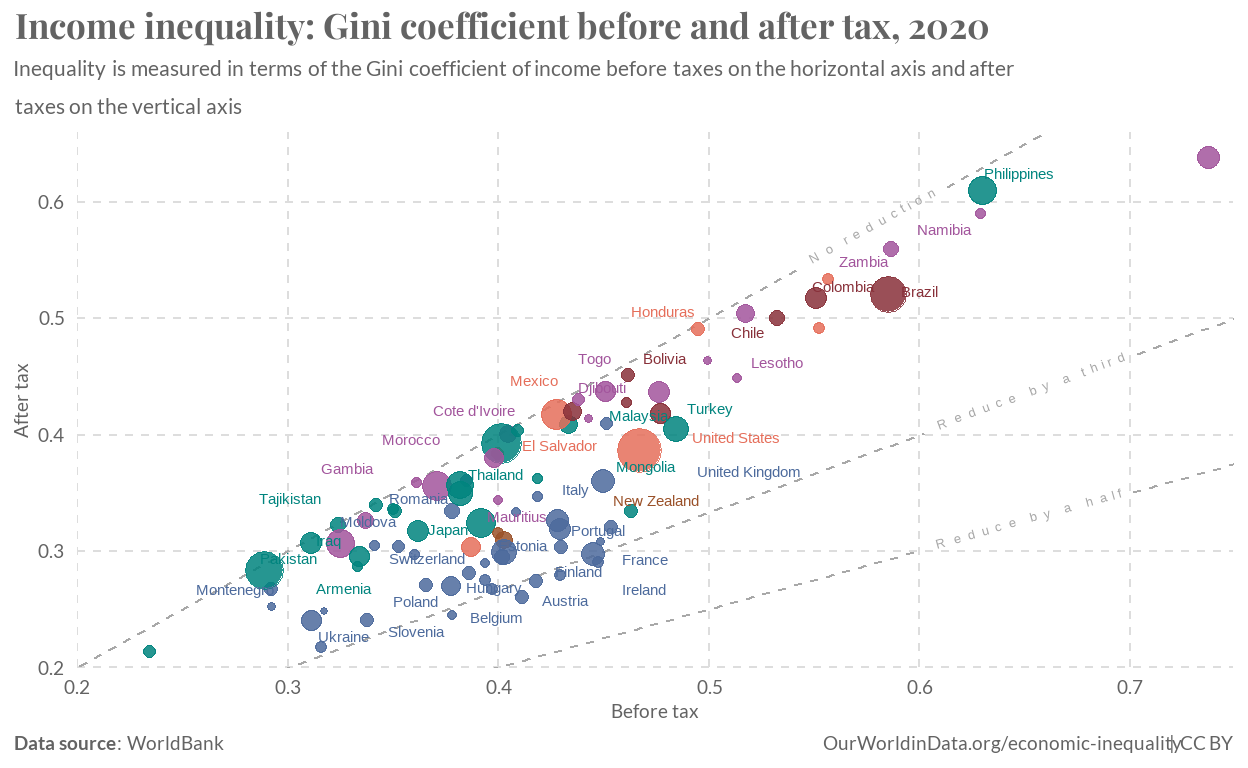 Income inequality: Gini coefficient before and after tax, 2020
Inequality is measured in terms of the Gini coefficient of income before taxes on the horizontal axis and after
taxes on the vertical axis
Philippines
0.6
No reduction
Namibia
Zambia
Colombia
Brazil
Honduras
0.5
Chile
Togo
Bolivia
Lesotho
Reduce by a third
Mexico
Djibouti
Cote d'Ivoire
Malaysia
Turkey
After tax
0.4
Morocco
El Salvador
United States
Gambia
Thailand
Mongolia
United Kingdom
Tajikistan
Romania
Italy
New Zealand
Reduce by a half
Moldova
Mauritius
Iraq
Japan
Portugal
0.3
Pakistan
Switzerland
Estonia
France
Finland
Montenegro
Armenia
Hungary
Ireland
Poland
Austria
Belgium
Ukraine
Slovenia
0.2
0.2
0.3
0.4
0.5
0.6
0.7
Before tax
Data source: WorldBank
OurWorldinData.org/economic-inequality | CC BY